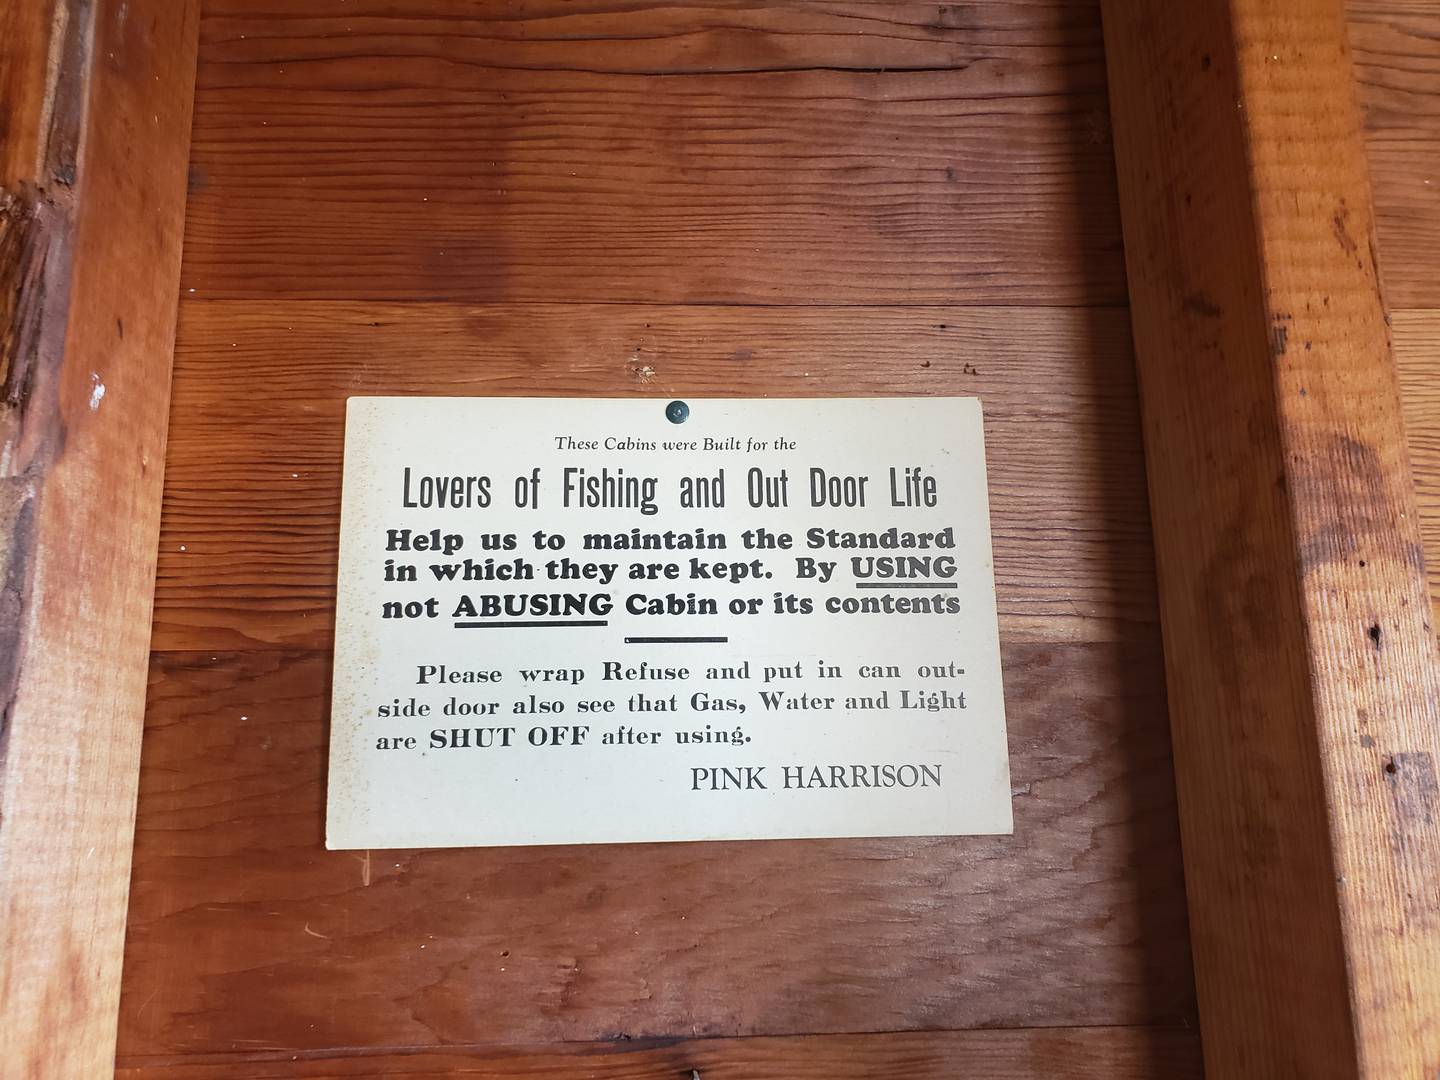 These Cabins were Built for the
Lovers of Fishing and Out Door Life
Help us to maintain the Standard
in which they are kept. By USING
not ABUSING Cabin or its contents
Please wrap Refuse and put in can out-
side door also see that Gas, Water and Light
are SHUT OFF after using.
PINK HARRISON